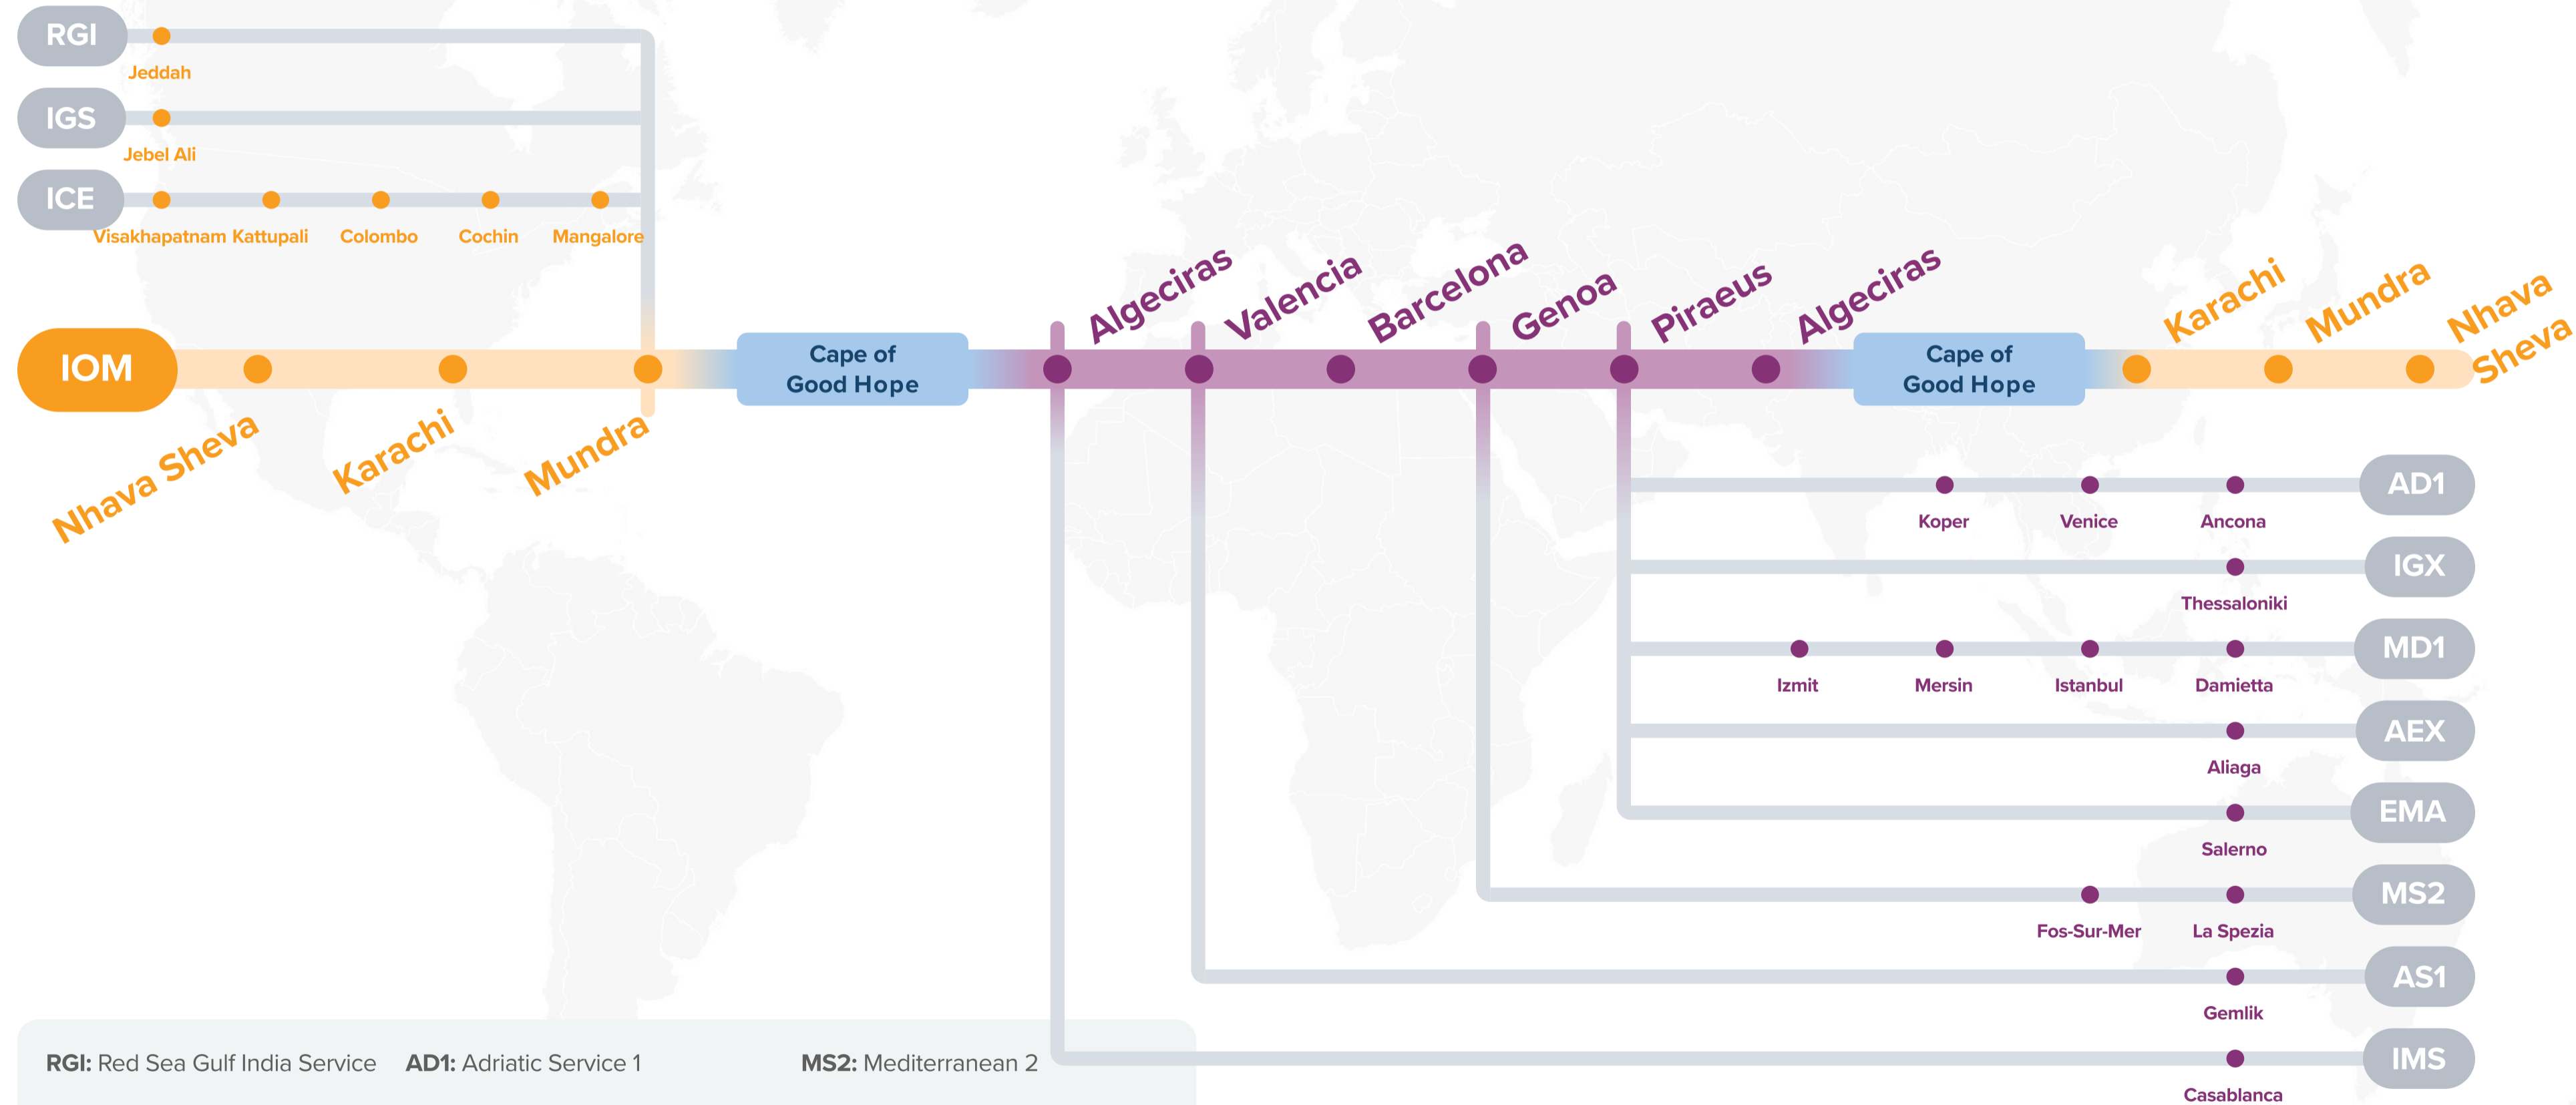 RGI
Jeddah
IGS
Jebel Ali
ICE
Visakhapatnam Kattupali Colombo Cochin Mangalore
IOM
Nhava Sheva
Karachi
Mundra
Cape of
Good Hope
Algeciras
Valencia
Barcelona
Genoa
Piraeus
Algeciras
Cape of
Good Hope
Karachi
Mundra
Nhava
Sheva
AD1
Koper Venice Ancona
IGX
Thessaloniki
MD1
Izmit Mersin Istanbul Damietta
AEX
Aliaga
EMA
Salerno
MS2
Fos-Sur-Mer La Spezia
AS1
Gemlik
IMS
Casablanca
RGI: Red Sea Gulf India Service AD1: Adriatic Service 1 MS2: Mediterranean 2